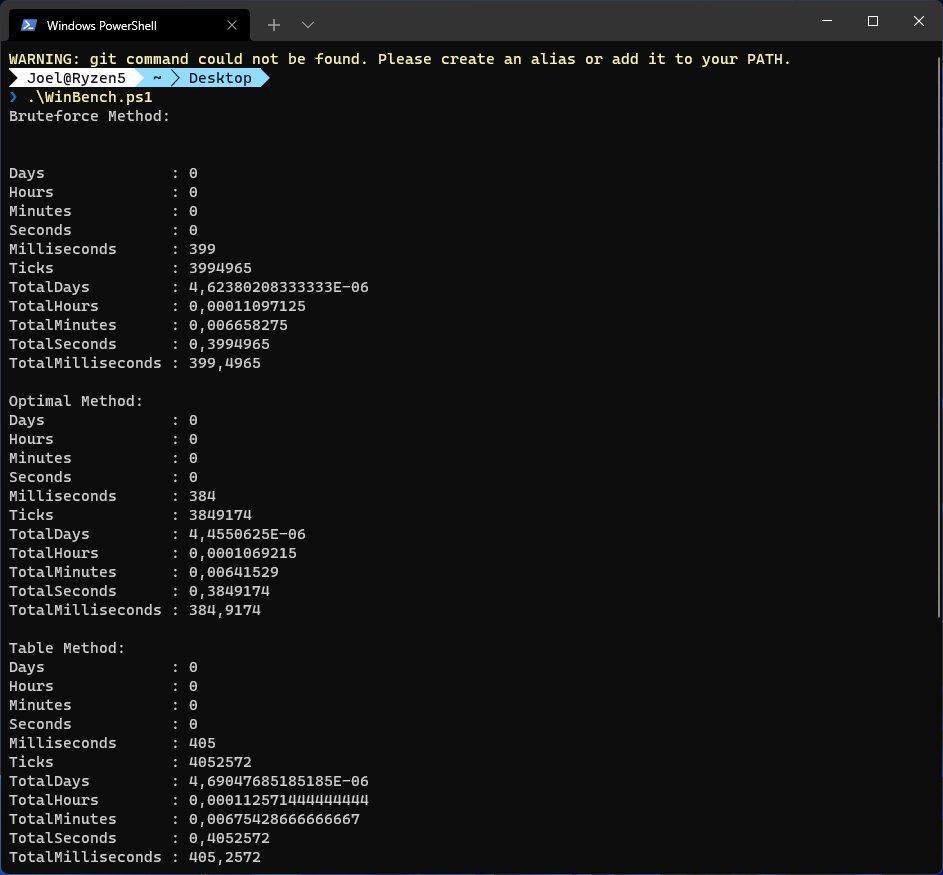 Windows PowerShell
WARNING: git command could not be found. Please create an alias or add it to your PATH.
Joel@Ryzen5 ~ Desktop
❯ .\WinBench.ps1
Bruteforce Method:
Days : 0
Hours : 0
Minutes : 0
Seconds : 0
Milliseconds : 399
Ticks : 3994965
TotalDays : 4,62380208333333E-06
TotalHours : 0,00011097125
TotalMinutes : 0,006658275
TotalSeconds : 0,3994965
TotalMilliseconds : 399,4965
Optimal Method:
Days : 0
Hours : 0
Minutes : 0
Seconds : 0
Milliseconds : 384
Ticks : 3849174
TotalDays : 4,4550625E-06
TotalHours : 0,0001069215
TotalMinutes : 0,00641529
TotalSeconds : 0,3849174
TotalMilliseconds : 384,9174
Table Method:
Days : 0
Hours : 0
Minutes : 0
Seconds : 0
Milliseconds : 405
Ticks : 4052572
TotalDays : 4,69047685185185E-06
TotalHours : 0,000112571444444444
TotalMinutes : 0,00675428666666667
TotalSeconds : 0,4052572
TotalMilliseconds : 405,2572